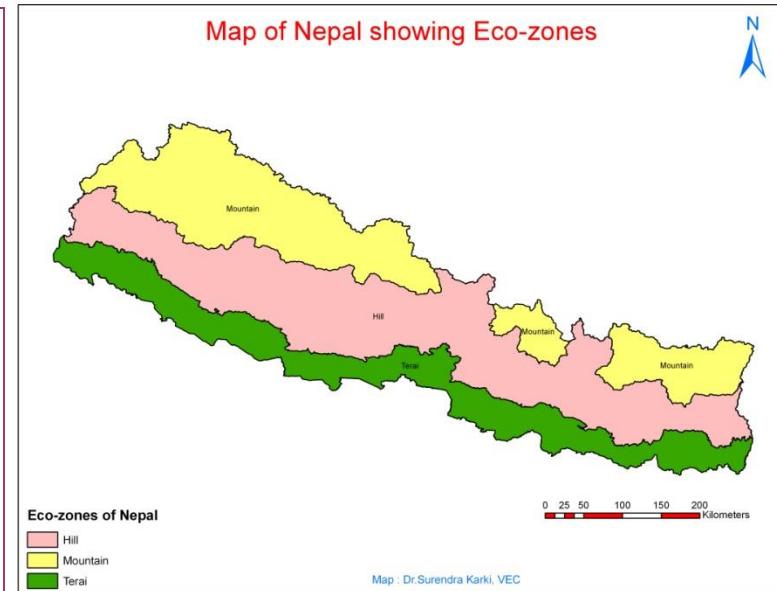 Map of Nepal showing Eco-zones
N
Mountain
Hill
Mountain
Mountain
Terai
0 25 50 100 150 200
Kilometers
Eco-zones of Nepal
Hill
Mountain
Terai
Map : Dr.Surendra Karki, VEC